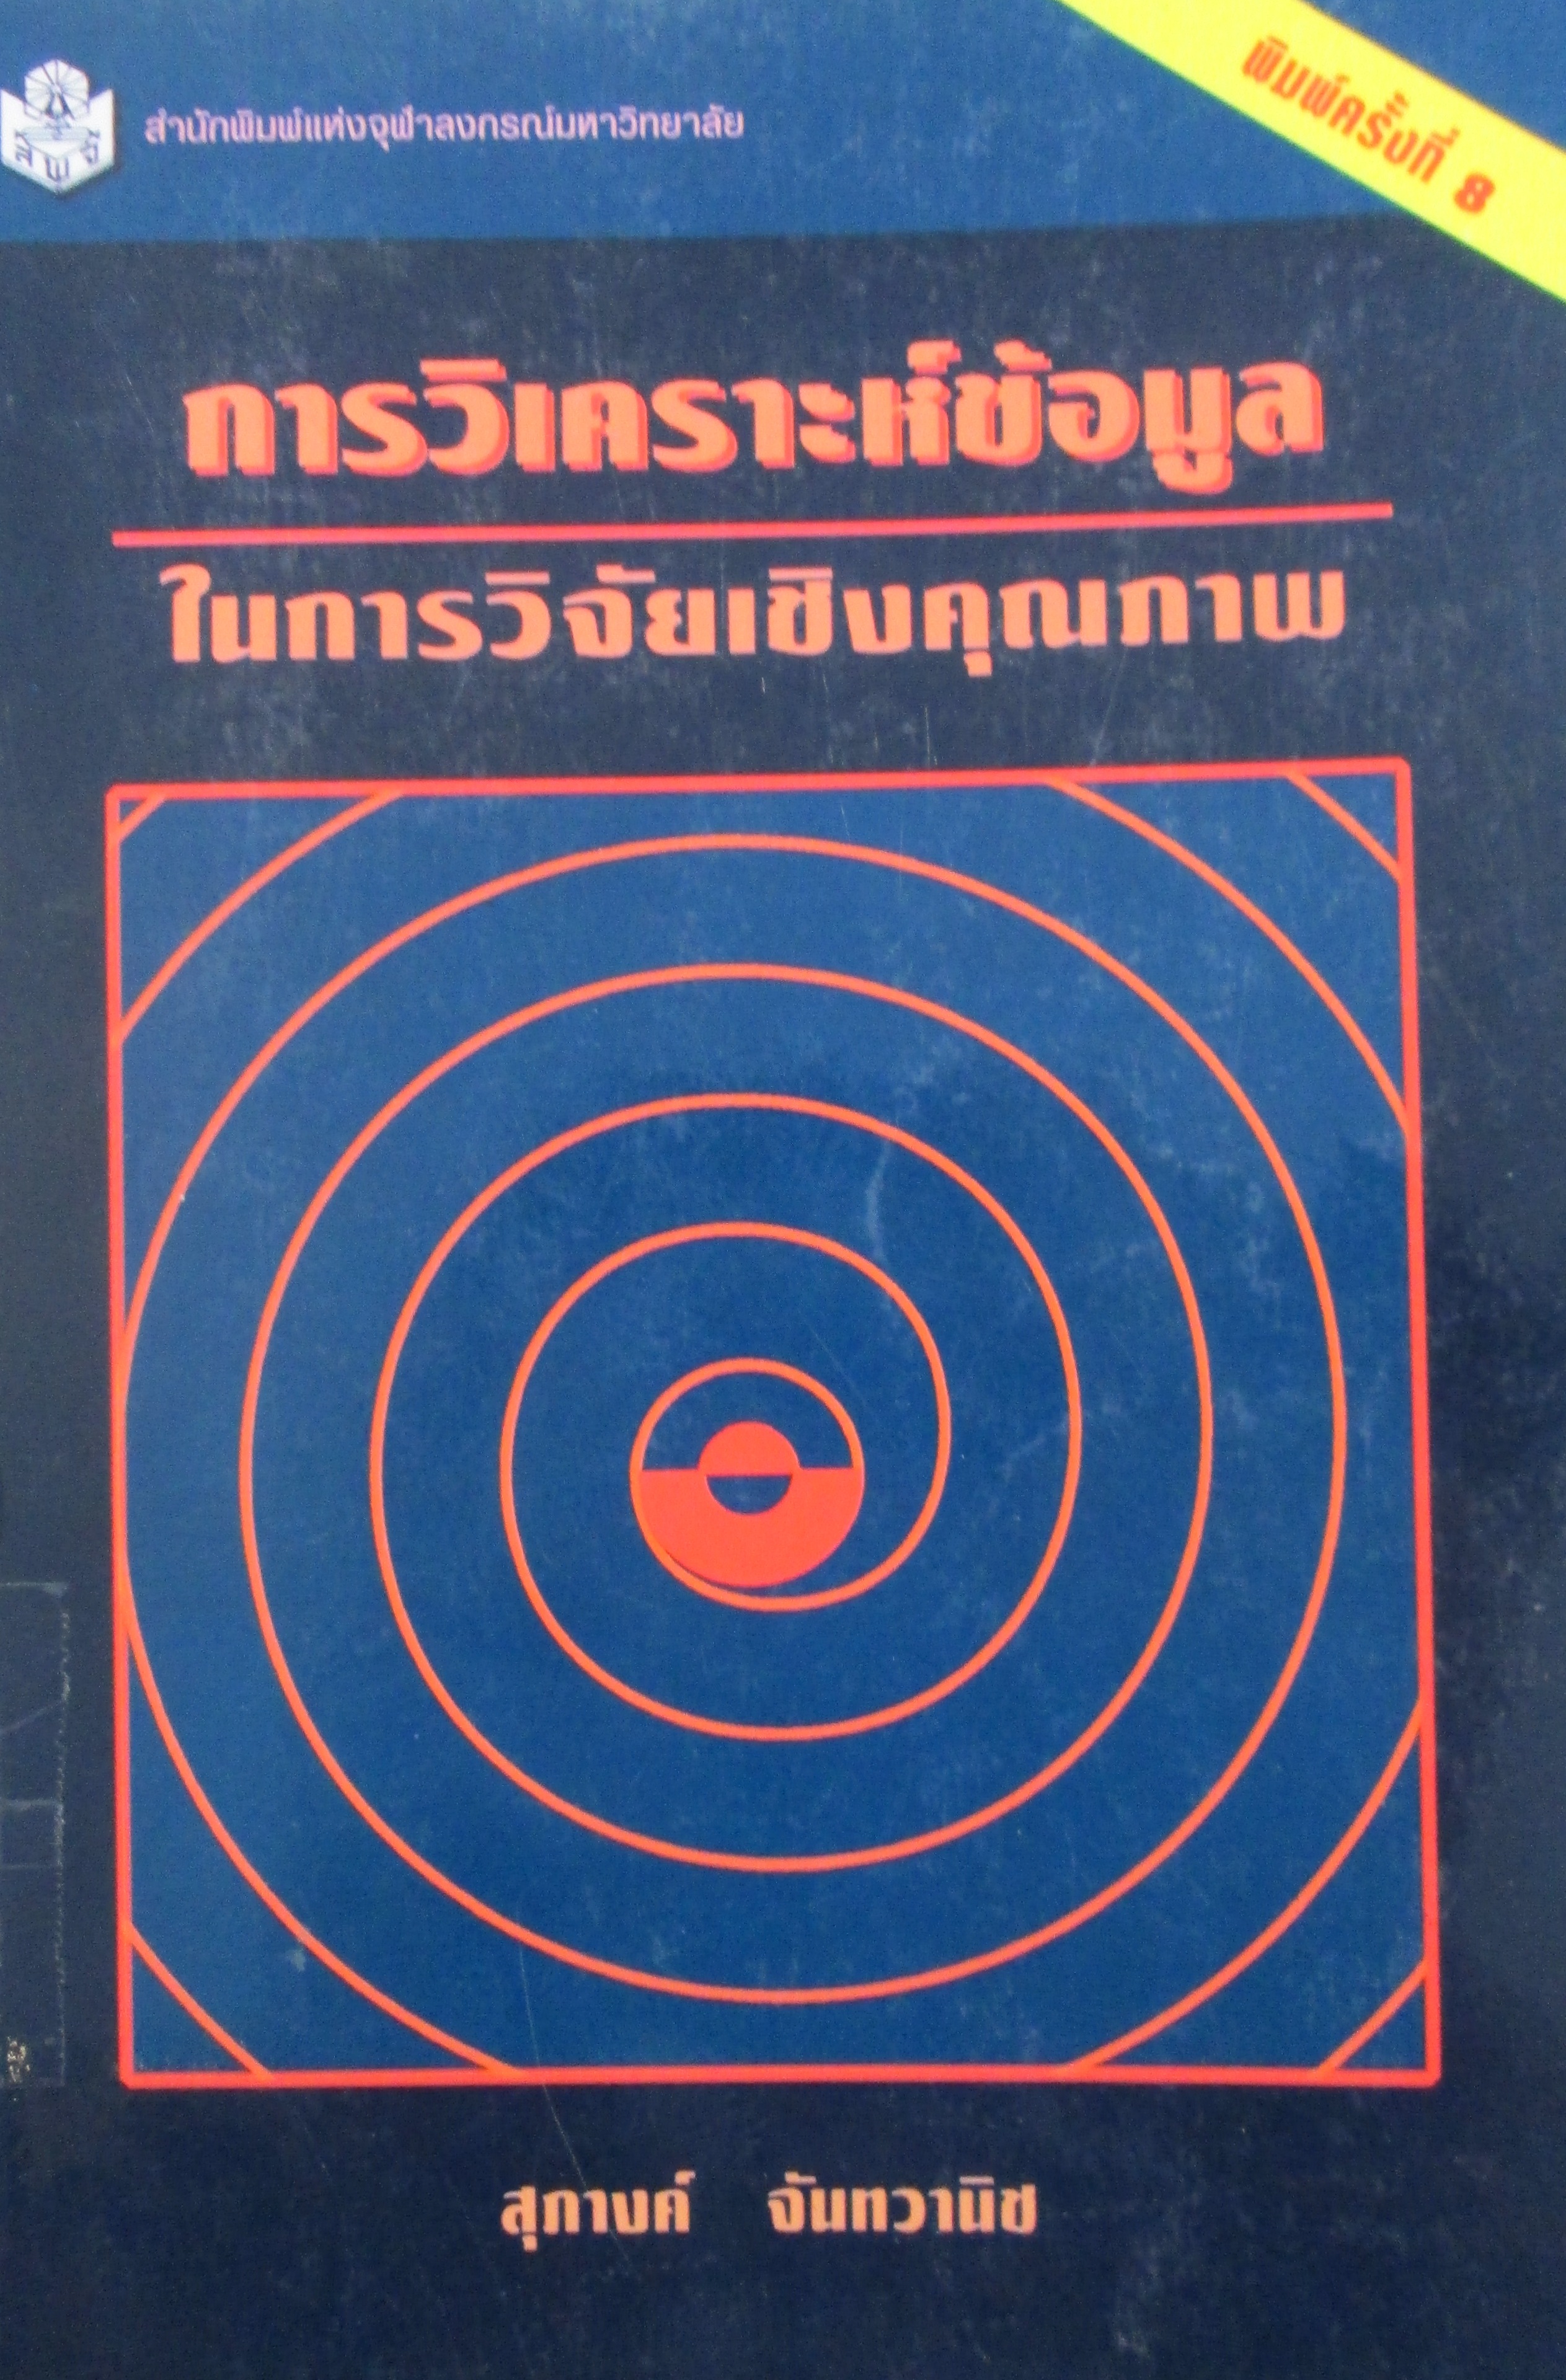 สพจ
สำนักพิมพ์แห่งจุฬาลงกรณ์มหาวิทยาลัย
พิมพ์ครั้งที่ 8
การวิเคราะห์ข้อมูล
ในการวิจัยเชิงคุณภาพ
สุภางค์ จันทวานิช